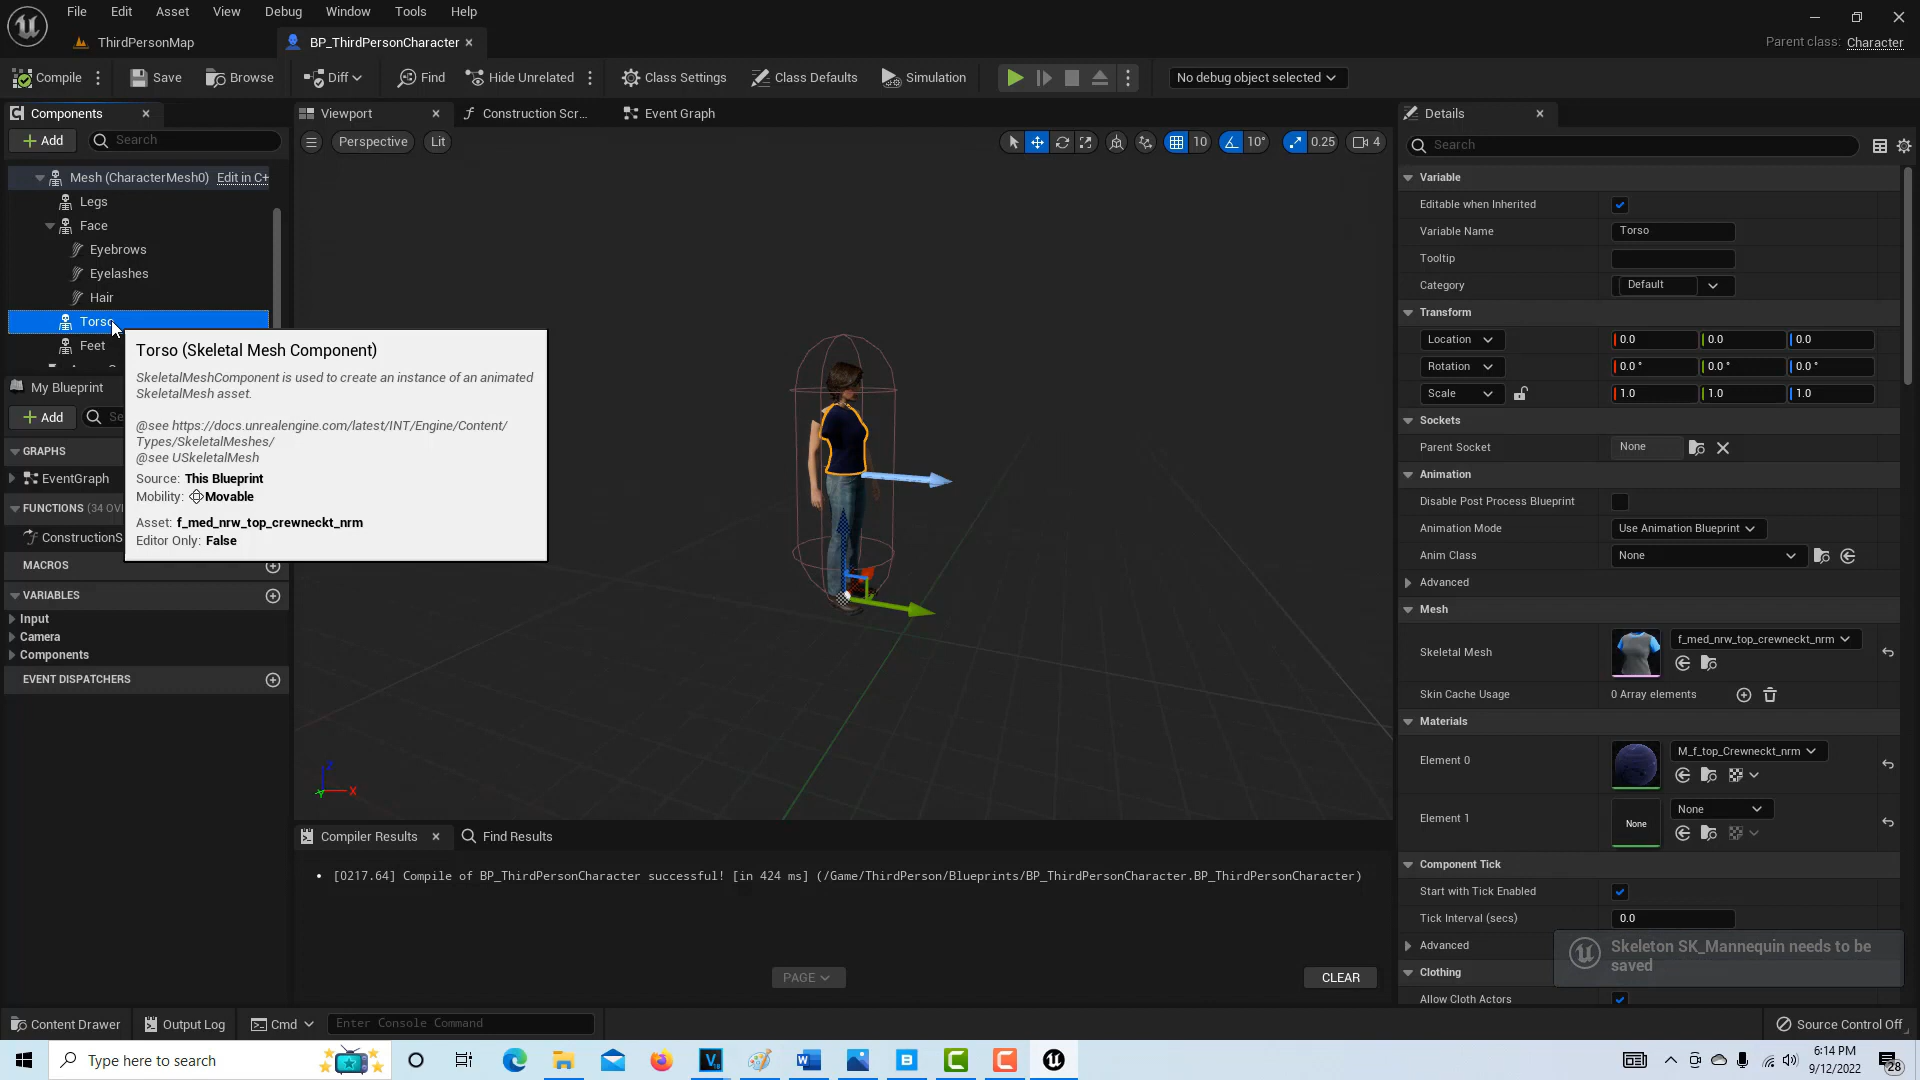 File Edit Asset View Debug Window Tools Help
ThirdPersonMap BP_ThirdPersonCharacter
Parent class: Character
Compile Save Browse Diff Find Hide Unrelated Class Settings Class Defaults Simulation No debug object selected
Components
Add Search
Mesh (CharacterMesh0) Edit in C+
Legs
Face
Eyebrows
Eyelashes
Hair
Torso
Feet
My Blueprint
Add
GRAPHS
EventGraph
FUNCTIONS (34 OV
ConstructionS
MACROS
VARIABLES
Input
Camera
Components
EVENT DISPATCHERS
Torso (Skeletal Mesh Component)
SkeletalMeshComponent is used to create an instance of an animated
SkeletalMesh asset.
@see https://docs.unrealengine.com/latest/INT/Engine/Content/
Types/SkeletalMeshes/
@see USkeletalMesh
Source: This Blueprint
Mobility: Movable
Asset: f_med_nrw_top_crewneckt_nrm
Editor Only: False
Viewport Construction Scr... Event Graph
Perspective Lit 10 10° 0.25 4
Z
X
Y
Compiler Results Find Results
[0217.64] Compile of BP_ThirdPersonCharacter successful! [in 424 ms] (/Game/ThirdPerson/Blueprints/BP_ThirdPersonCharacter.BP_ThirdPersonCharacter)
PAGE CLEAR
Details
Search
Variable
Editable when Inherited
Variable Name Torso
Tooltip
Category Default
Transform
Location 0.0 0.0 0.0
Rotation 0.0 ° 0.0 ° 0.0 °
Scale 1.0 1.0 1.0
Sockets
Parent Socket None
Animation
Disable Post Process Blueprint
Animation Mode Use Animation Blueprint
Anim Class None
Advanced
Mesh
Skeletal Mesh f_med_nrw_top_crewneckt_nrm
Skin Cache Usage 0 Array elements
Materials
Element 0 M_f_top_Crewneckt_nrm
Element 1 None None
Component Tick
Start with Tick Enabled
Tick Interval (secs) 0.0
Advanced
Clothing
Allow Cloth Actors
Skeleton SK_Mannequin needs to be
saved
Content Drawer Output Log Cmd Enter Console Command Source Control Off
Type here to search
6:14 PM
9/12/2022
28